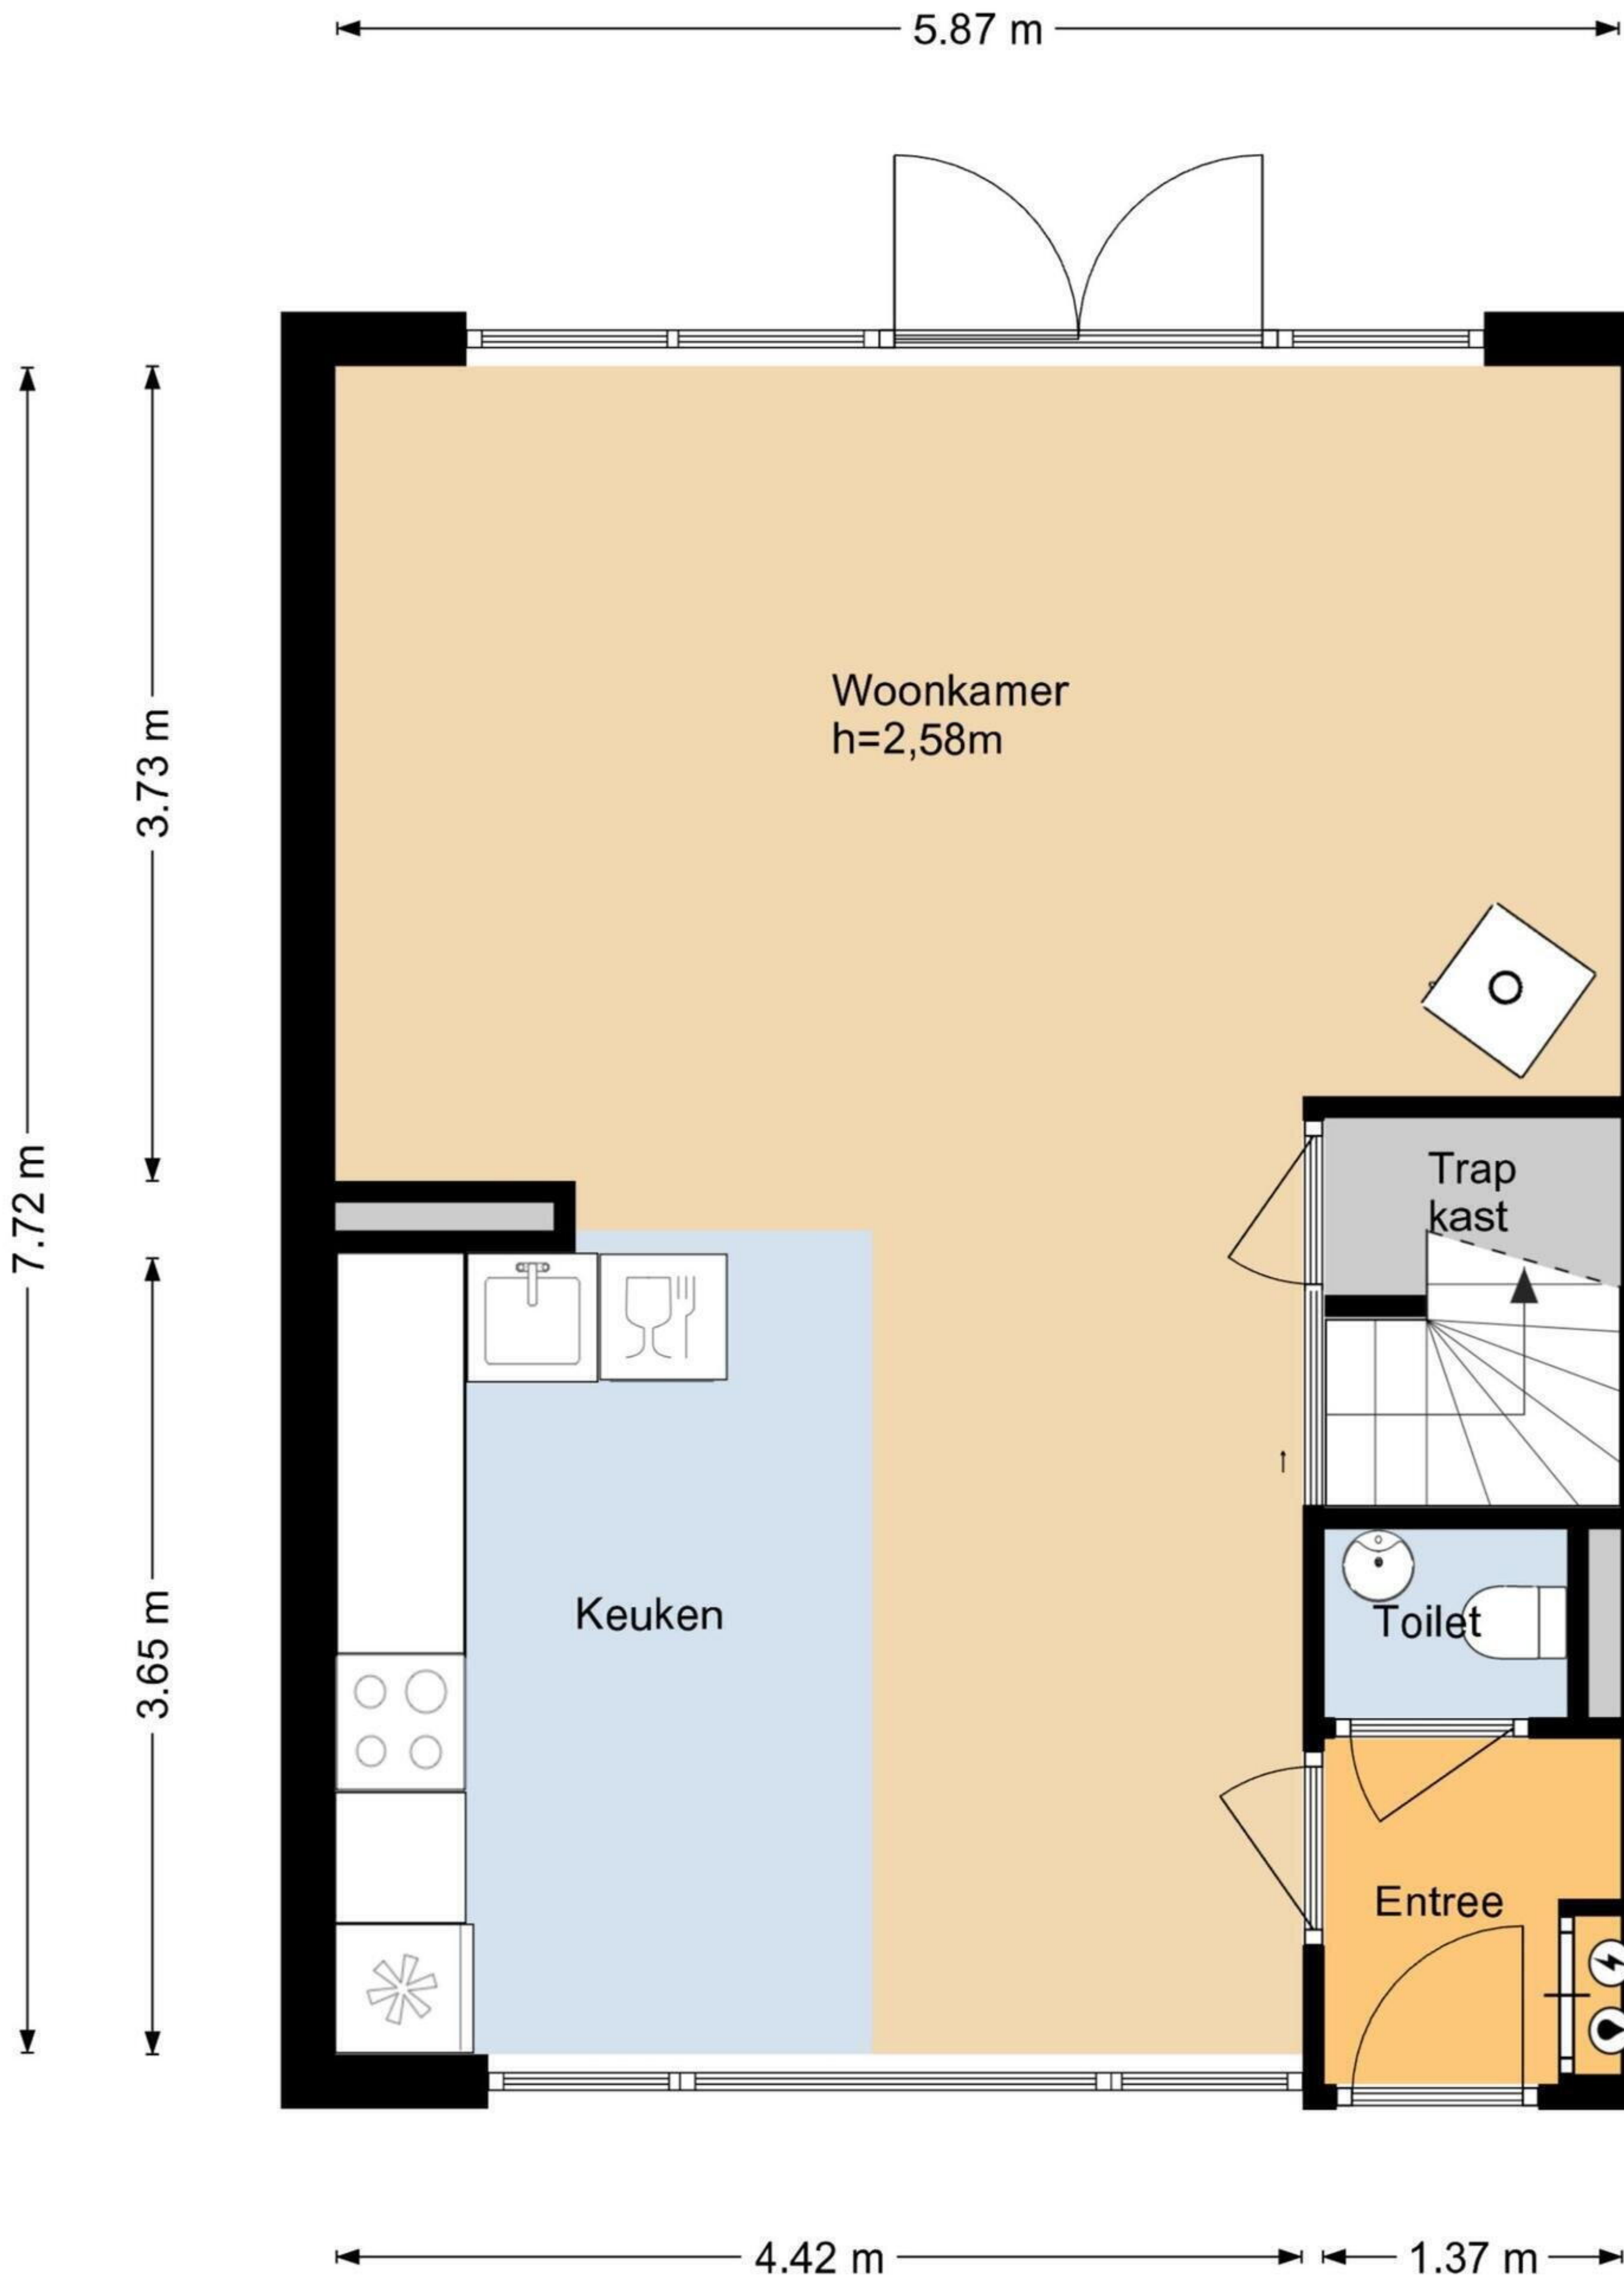 5.87 m
Woonkamer
h=2,58m
3.73 m
7.72 m
Trap
kast
Keuken
Toilet
3.65 m
Entree
4.42 m
1.37 m